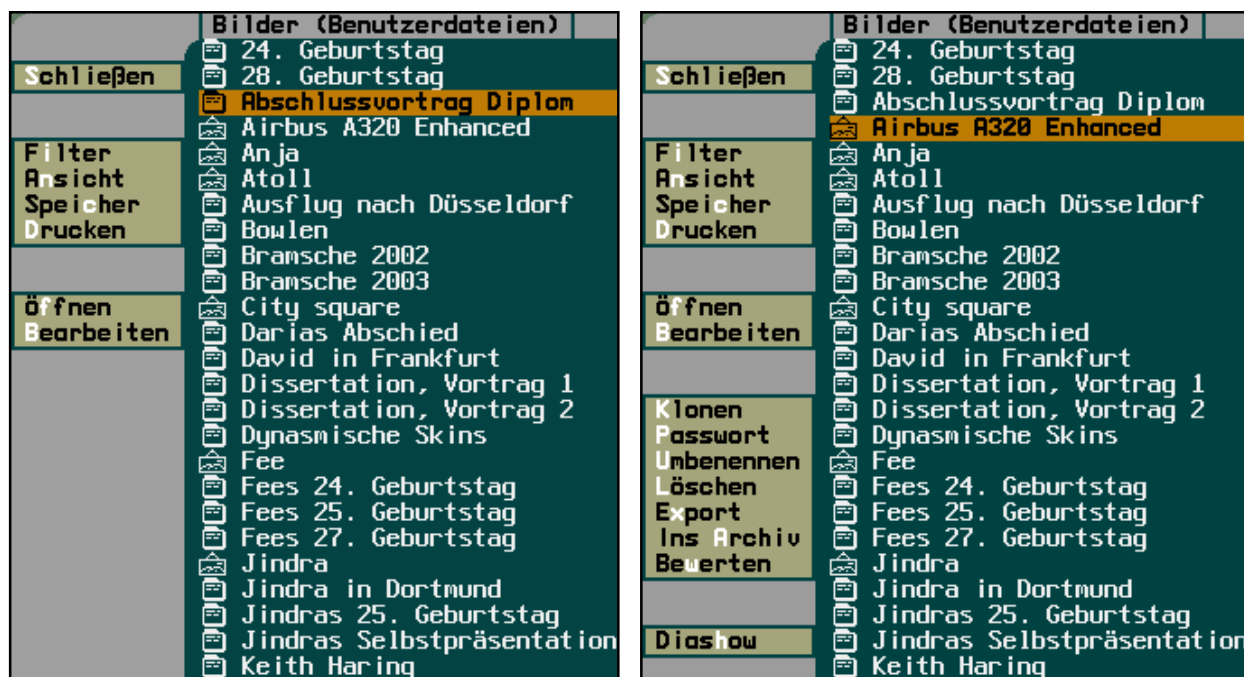 Bilder (Benutzerdateien)
24. Geburtstag
Schließen
28. Geburtstag
Abschlussvortrag Diplom
Airbus A320 Enhanced
Filter
Anja
Ansicht
Atoll
Speicher
Ausflug nach Düsseldorf
Drucken
Bowlen
Bramsche 2002
Bramsche 2003
Öffnen
City square
Bearbeiten
Darias Abschied
David in Frankfurt
Dissertation, Vortrag 1
Dissertation, Vortrag 2
Dynasmische Skins
Fee
Fees 24. Geburtstag
Fees 25. Geburtstag
Fees 27. Geburtstag
Jindra
Jindra in Dortmund
Jindras 25. Geburtstag
Jindras Selbstpräsentation
Keith Haring
Bilder (Benutzerdateien)
24. Geburtstag
Schließen
28. Geburtstag
Abschlussvortrag Diplom
Airbus A320 Enhanced
Filter
Anja
Ansicht
Atoll
Speicher
Ausflug nach Düsseldorf
Drucken
Bowlen
Bramsche 2002
Bramsche 2003
Öffnen
City square
Bearbeiten
Darias Abschied
David in Frankfurt
Dissertation, Vortrag 1
Klonen
Dissertation, Vortrag 2
Passwort
Dynasmische Skins
Umbenennen
Fee
Löschen
Fees 24. Geburtstag
Export
Fees 25. Geburtstag
Ins Archiv
Fees 27. Geburtstag
Bewerten
Jindra
Jindra in Dortmund
Jindras 25. Geburtstag
Diashow
Jindras Selbstpräsentation
Keith Haring